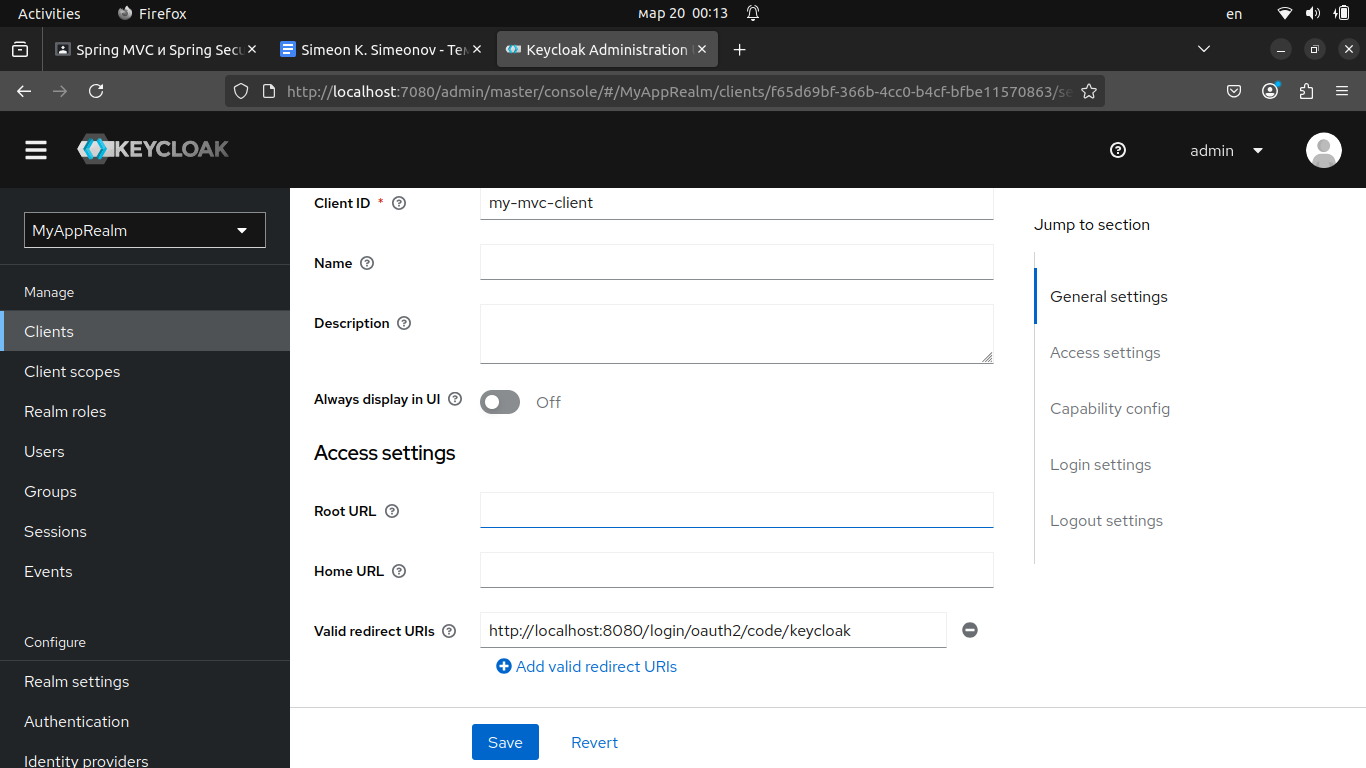 Activities Firefox мар 20 00:13 en
Spring MVC и Spring Secu Simeon K. Simeonov - Тем Keycloak Administration
http://localhost:7080/admin/master/console/#/MyAppRealm/clients/f65d69bf-366b-4cc0-b4cf-bfbe11570863/se
KEYCLOAK admin
MyAppRealm
Manage
Clients
Client scopes
Realm roles
Users
Groups
Sessions
Events
Configure
Realm settings
Authentication
Identity providers
Client ID * my-mvc-client
Name
Description
Always display in UI Off
Access settings
Root URL
Home URL
Valid redirect URIs http://localhost:8080/login/oauth2/code/keycloak
Add valid redirect URIs
Save Revert
Jump to section
General settings
Access settings
Capability config
Login settings
Logout settings